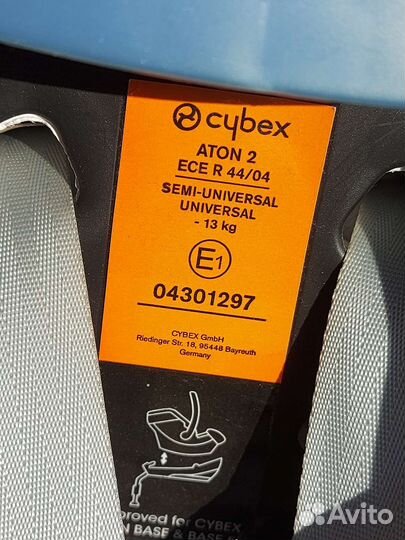 cybex
ATON 2
ECE R 44/04
SEMI-UNIVERSAL
UNIVERSAL
- 13 kg
E1
04301297
CYBEX GmbH
Riedinger Str. 18, 95448 Bayreuth
Germany
proved for CYBEX
N BASE & BASE
Avito